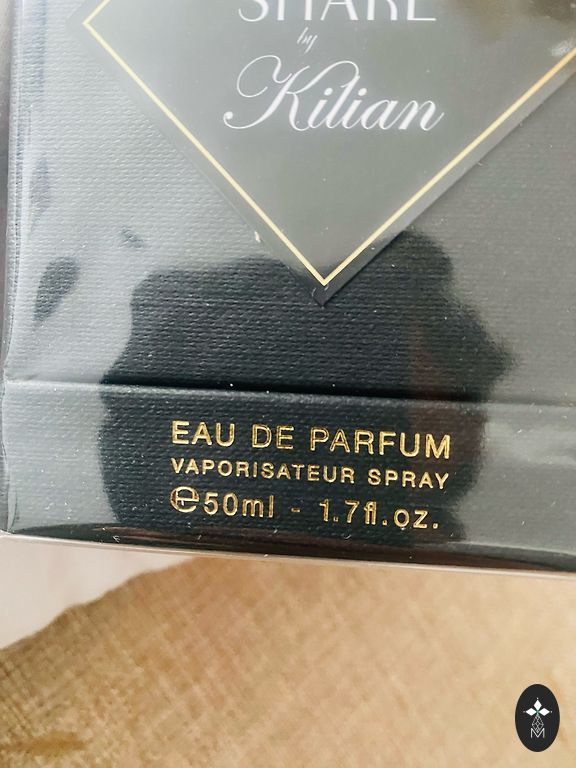 SHARE
by
Kilian
EAU DE PARFUM
VAPORISATEUR SPRAY
℮50ml - 1.7fl.oz.
M